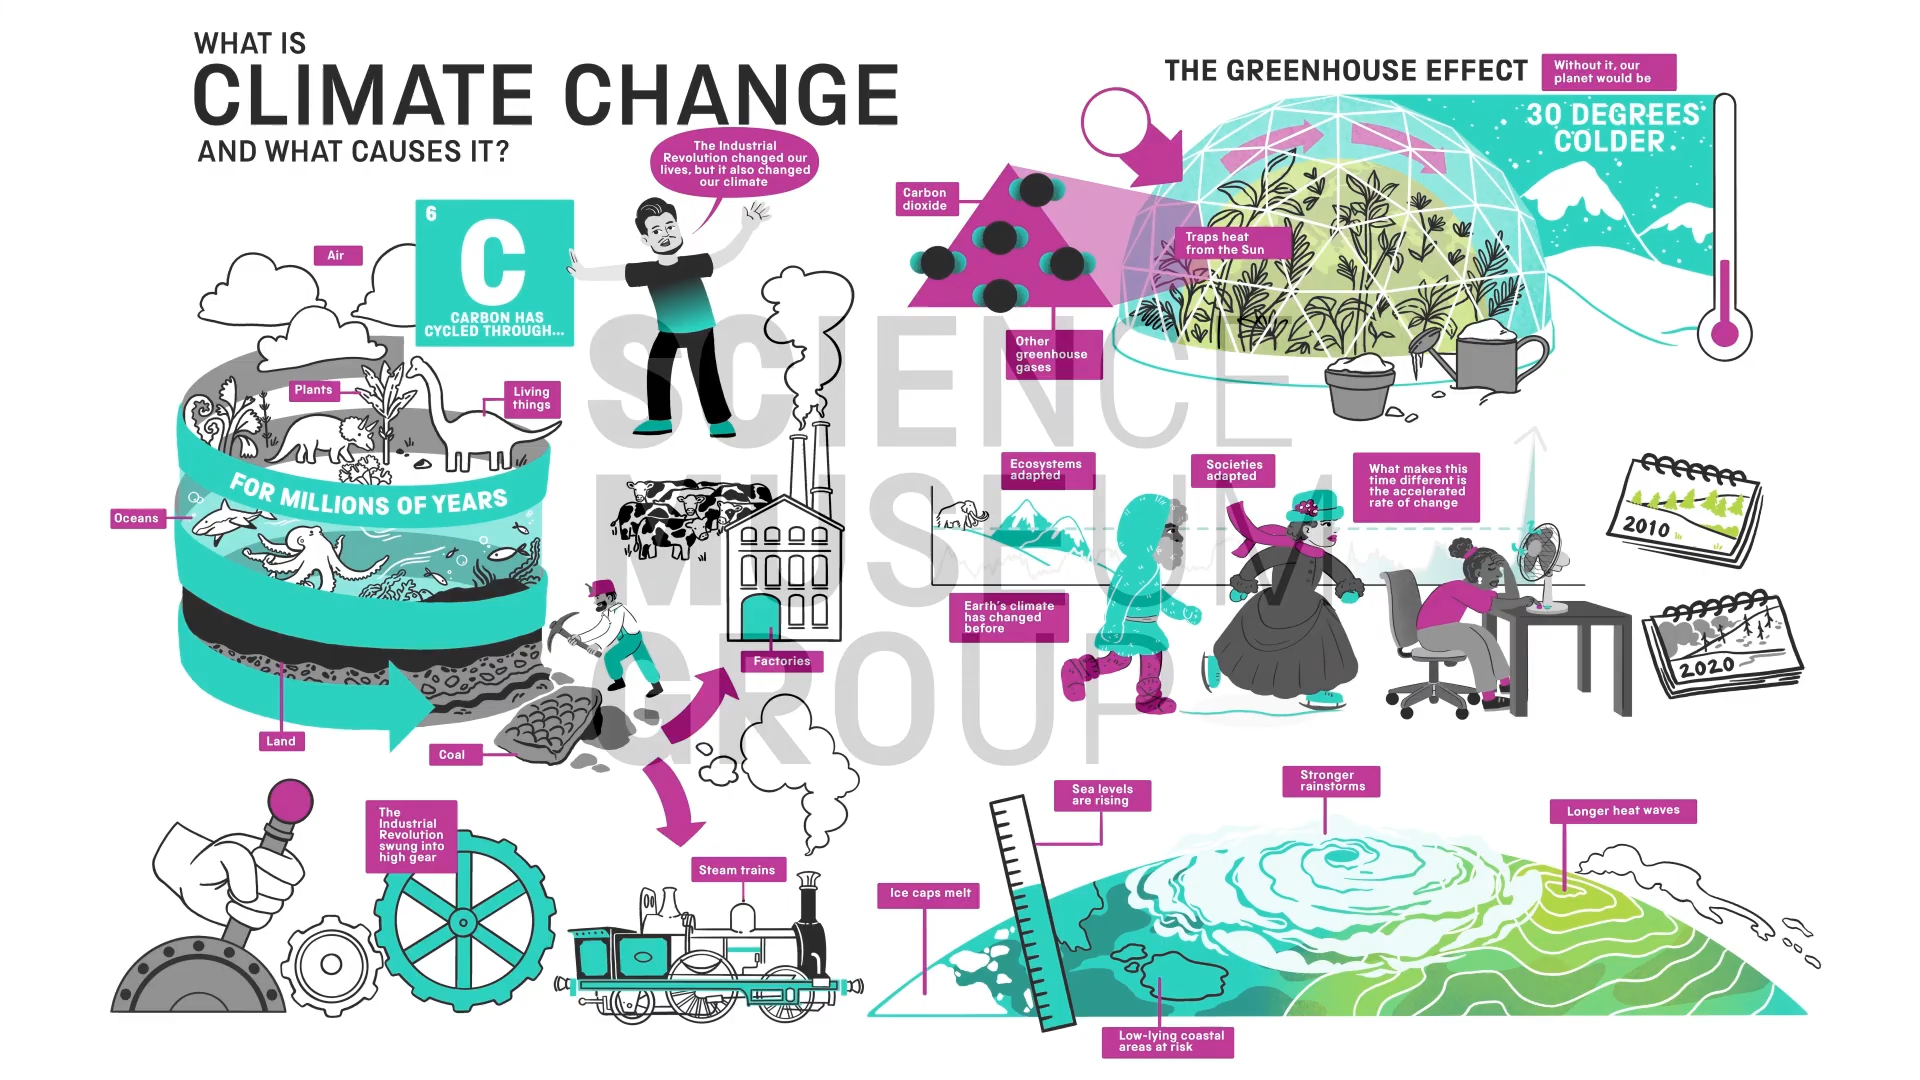 WHAT IS
CLIMATE CHANGE
AND WHAT CAUSES IT?
The Industrial
Revolution changed our
lives, but it also changed
our climate
6
C
CARBON HAS
CYCLED THROUGH...
Air
Plants
Living
things
FOR MILLIONS OF YEARS
Oceans
Land
Coal
Factories
The
Industrial
Revolution
swung into
high gear
Steam trains
THE GREENHOUSE EFFECT
Without it, our
planet would be
30 DEGREES
COLDER
Carbon
dioxide
Traps heat
from the Sun
Other
greenhouse
gases
Ecosystems
adapted
Societies
adapted
What makes this
time different is
the accelerated
rate of change
Earth's climate
has changed
before
2010
2020
Sea levels
are rising
Stronger
rainstorms
Longer heat waves
Ice caps melt
Low-lying coastal
areas at risk
SCIENCE
MUSEUM
GROUP